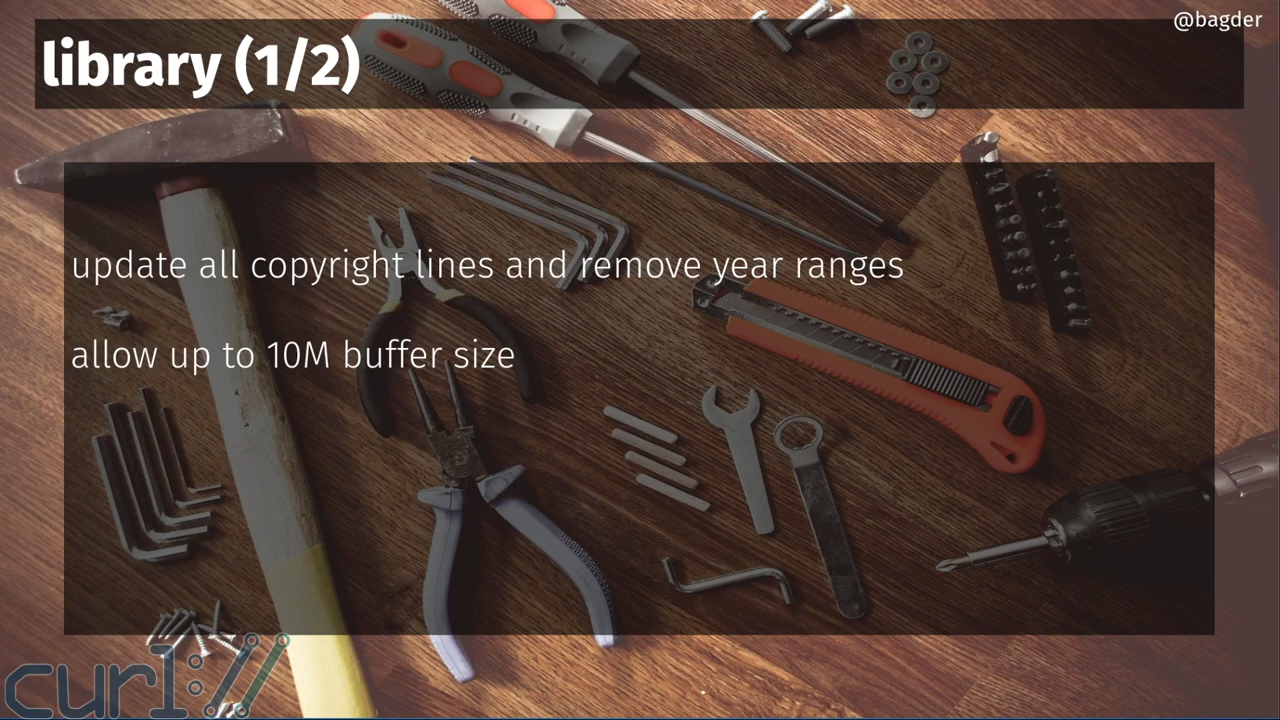 @bagder
library (1/2)
update all copyright lines and remove year ranges
allow up to 10M buffer size
curl://